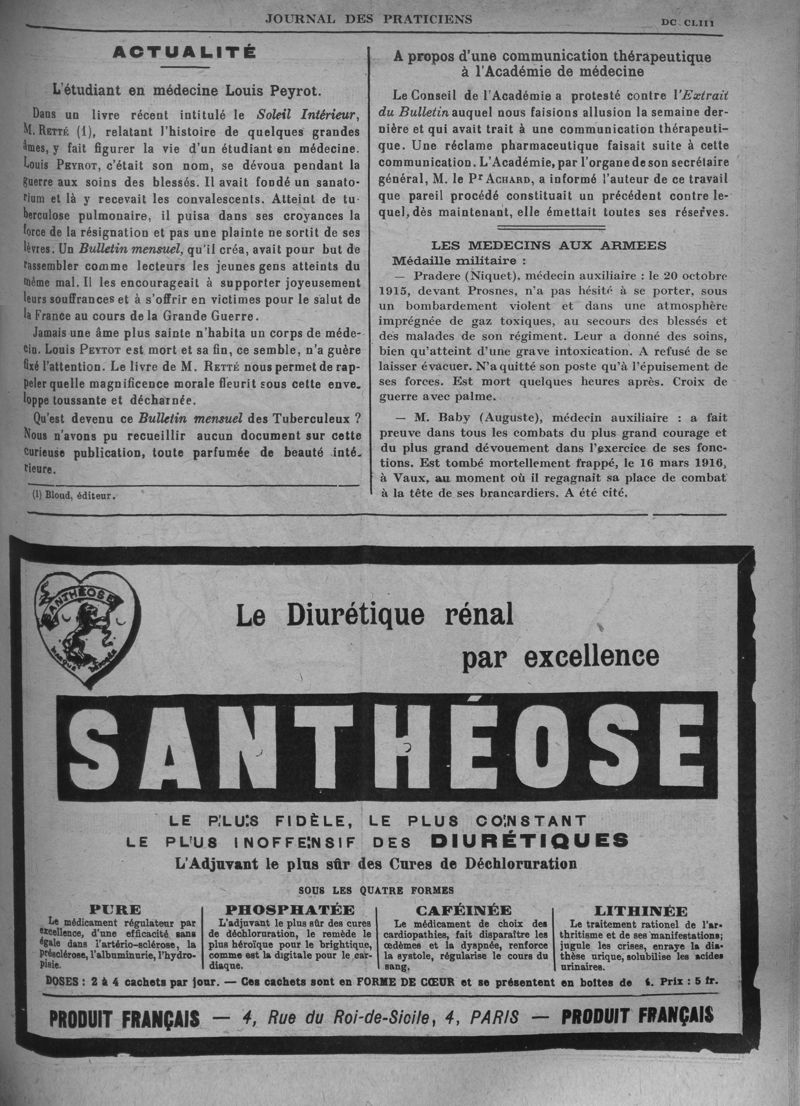 JOURNAL DES PRATICIENS
DC CLIII
ACTUALITÉ
L'étudiant en médecine Louis Peyrot.
Dans un livre récent intitulé le Soleil Intérieur,
M. RETTÉ (1), relatant l'histoire de quelques grandes
âmes, y fait figurer la vie d'un étudiant en médecine.
Louis PEYROT, c'était son nom, se dévoua pendant la
guerre aux soins des blessés. Il avait fondé un sanato-
rium et là y recevait les convalescents. Atteint de tu-
berculose pulmonaire, il puisa dans ses croyances la
force de la résignation et pas une plainte ne sortit de ses
lèvres. Un Bulletin mensuel, qu'il créa, avait pour but de
rassembler comme lecteurs les jeunes gens atteints du
même mal. Il les encourageait à supporter joyeusement
leurs souffrances et à s'offrir en victimes pour le salut de
la France au cours de la Grande Guerre.
Jamais une âme plus sainte n'habita un corps de méde-
cin. Louis PEYTOT est mort et sa fin, ce semble, n'a guère
fixé l'attention. Le livre de M. RETTÉ nous permet de rap-
peler quelle magnificence morale fleurit sous cette enve-
loppe toussante et décharnée.
Qu'est devenu ce Bulletin mensuel des Tuberculeux ?
Nous n'avons pu recueillir aucun document sur cette
curieuse publication, toute parfumée de beauté inté-
rieure.
(1) Bloud, éditeur.
A propos d'une communication thérapeutique
à l'Académie de médecine
Le Conseil de l'Académie a protesté contre l'Extrait
du Bulletin auquel nous faisions allusion la semaine der-
nière et qui avait trait à une communication thérapeuti-
que. Une réclame pharmaceutique faisait suite à cette
communication. L'Académie, par l'organe de son secrétaire
général, M. le Pr ACHARD, a informé l'auteur de ce travail
que pareil procédé constituait un précédent contre le-
quel, dès maintenant, elle émettait toutes ses réserves.
LES MEDECINS AUX ARMEES
Médaille militaire :
— Pradere (Niquet), médecin auxiliaire : le 20 octobre
1915, devant Prosnes, n'a pas hésité à se porter, sous
un bombardement violent et dans une atmosphère
imprégnée de gaz toxiques, au secours des blessés et
des malades de son régiment. Leur a donné des soins,
bien qu'atteint d'une grave intoxication. A refusé de se
laisser évacuer. N'a quitté son poste qu'à l'épuisement de
ses forces. Est mort quelques heures après. Croix de
guerre avec palme.
— M. Baby (Auguste), médecin auxiliaire : a fait
preuve dans tous les combats du plus grand courage et
du plus grand dévouement dans l'exercice de ses fonc-
tions. Est tombé mortellement frappé, le 16 mars 1916,
à Vaux, au moment où il regagnait sa place de combat
à la tête de ses brancardiers. A été cité.
SANTHÉOSE
MARQUE DÉPOSÉE
Le Diurétique rénal
par excellence
SANTHÉOSE
LE PLUS FIDÈLE, LE PLUS CONSTANT
LE PLUS INOFFENSIF DES DIURÉTIQUES
L'Adjuvant le plus sûr des Cures de Déchloruration
SOUS LES QUATRE FORMES
PURE
Le médicament régulateur par
excellence, d'une efficacité sans
égale dans l'artério-sclérose, la
présclérose, l'albuminurie, l'hydro-
pisie.
PHOSPHATÉE
L'adjuvant le plus sûr des cures
de déchloruration, le remède le
plus héroïque pour le brightique,
comme est la digitale pour le car-
diaque.
CAFÉINÉE
Le médicament de choix des
cardiopathies, fait disparaître les
œdèmes et la dyspnée, renforce
la systole, régularise le cours du
sang.
LITHINÉE
Le traitement rationel de l'ar-
thritisme et de ses manifestations;
jugule les crises, enraye la dia-
thèse urique, solubilise les acides
urinaires.
DOSES : 2 à 4 cachets par jour. — Ces cachets sont en FORME DE CŒUR et se présentent en boites de Prix : 5 fr.
PRODUIT FRANÇAIS — 4, Rue du Roi-de-Sicile, 4, PARIS — PRODUIT FRANÇAIS